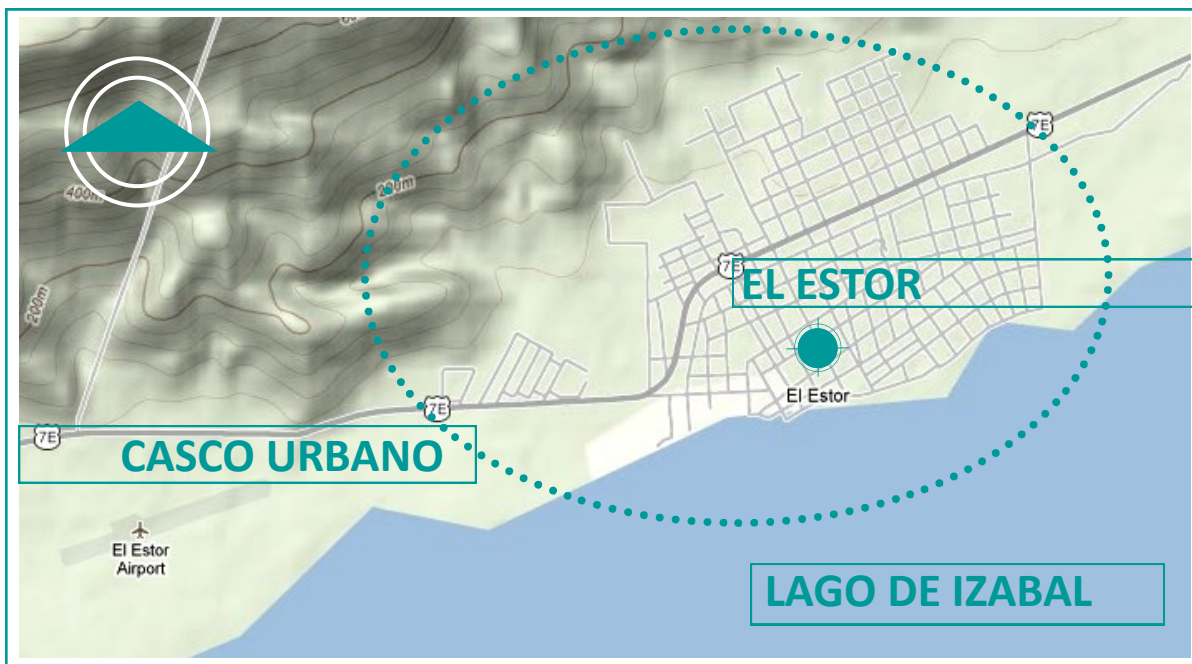 7E
400m
200m
7E
EL ESTOR
200m
El Estor
7E
7E
CASCO URBANO
El Estor
Airport
LAGO DE IZABAL